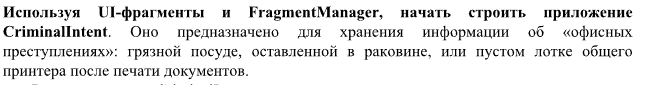 Используя UI-фрагменты и FragmentManager, начать строить приложение
CriminalIntent. Оно предназначено для хранения информации об «офисных
преступлениях»: грязной посуде, оставленной в раковине, или пустом лотке общего
принтера после печати документов.